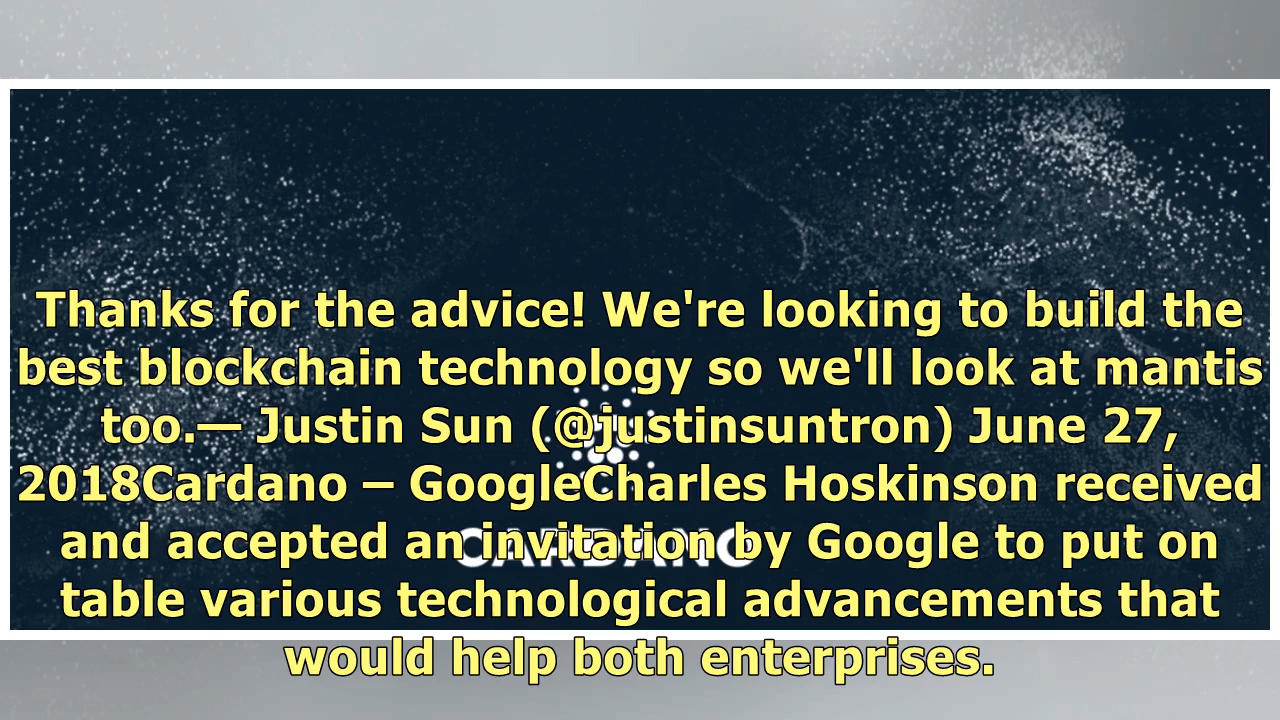 Thanks for the advice! We're looking to build the
best blockchain technology so we'll look at mantis
too.— Justin Sun (@justinsuntron) June 27,
2018Cardano – GoogleCharles Hoskinson received
and accepted an invitation by Google to put on
CARDANO
table various technological advancements that
would help both enterprises.